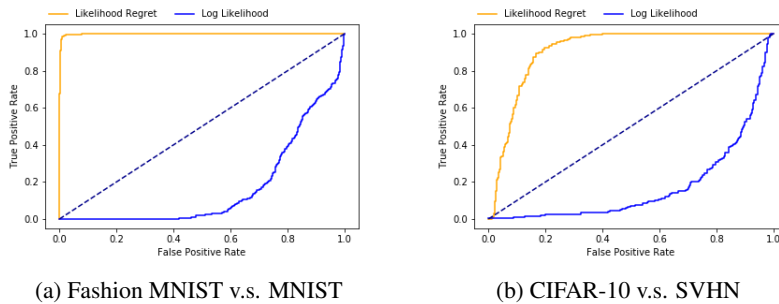 Likelihood Regret Log Likelihood
True Positive Rate
1.0
0.8
0.6
0.4
0.2
0.0
0.0 0.2 0.4 0.6 0.8 1.0
False Positive Rate
(a) Fashion MNIST v.s. MNIST
Likelihood Regret Log Likelihood
True Positive Rate
1.0
0.8
0.6
0.4
0.2
0.0
0.0 0.2 0.4 0.6 0.8 1.0
False Positive Rate
(b) CIFAR-10 v.s. SVHN